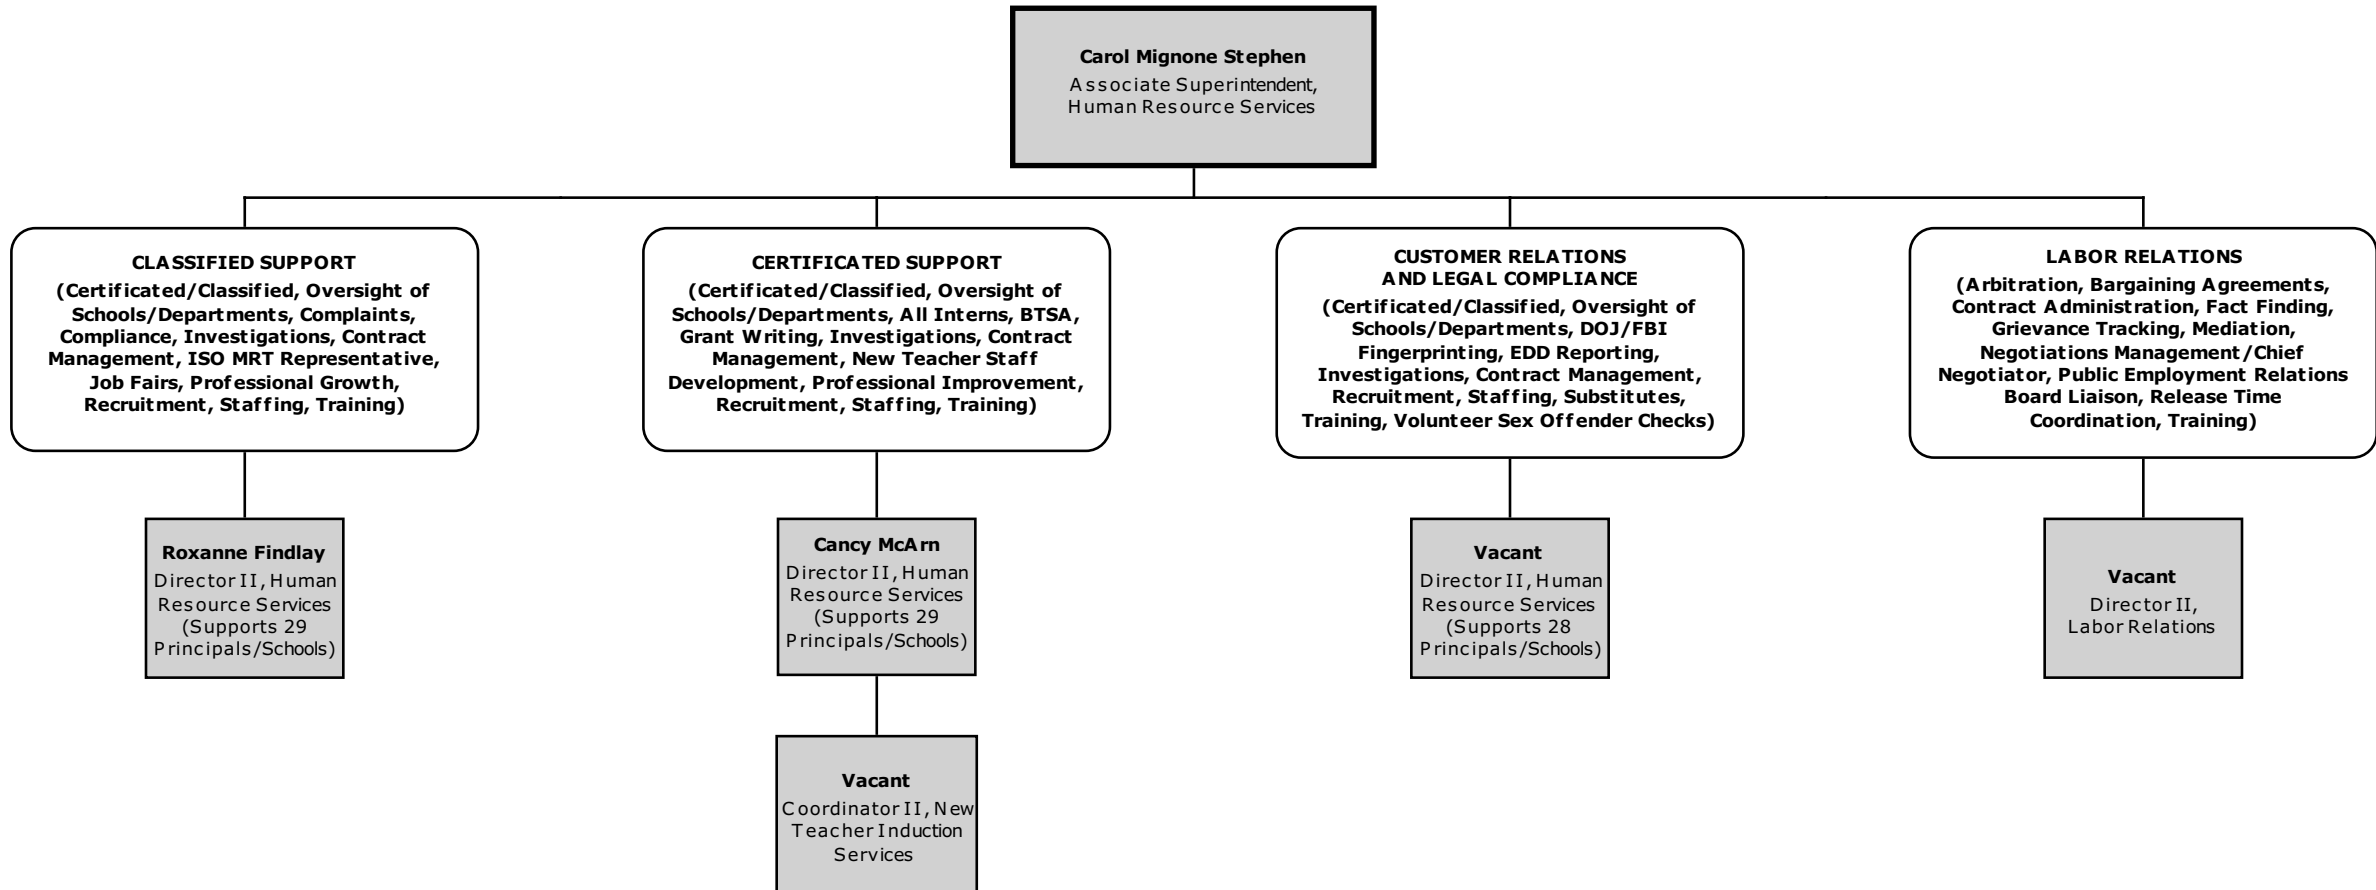 Carol Mignone Stephen
Associate Superintendent,
Human Resource Services
CLASSIFIED SUPPORT
(Certificated/Classified, Oversight of
Schools/Departments, Complaints,
Compliance, Investigations, Contract
Management, ISO MRT Representative,
Job Fairs, Professional Growth,
Recruitment, Staffing, Training)
CERTIFICATED SUPPORT
(Certificated/Classified, Oversight of
Schools/Departments, All Interns, BTSA,
Grant Writing, Investigations, Contract
Management, New Teacher Staff
Development, Professional Improvement,
Recruitment, Staffing, Training)
CUSTOMER RELATIONS
AND LEGAL COMPLIANCE
(Certificated/Classified, Oversight of
Schools/Departments, DOJ/FBI
Fingerprinting, EDD Reporting,
Investigations, Contract Management,
Recruitment, Staffing, Substitutes,
Training, Volunteer Sex Offender Checks)
LABOR RELATIONS
(Arbitration, Bargaining Agreements,
Contract Administration, Fact Finding,
Grievance Tracking, Mediation,
Negotiations Management/Chief
Negotiator, Public Employment Relations
Board Liaison, Release Time
Coordination, Training)
Roxanne Findlay
Director II, Human
Resource Services
(Supports 29
Principals/Schools)
Cancy McArn
Director II, Human
Resource Services
(Supports 29
Principals/Schools)
Vacant
Director II, Human
Resource Services
(Supports 28
Principals/Schools)
Vacant
Director II,
Labor Relations
Vacant
Coordinator II, New
Teacher Induction
Services